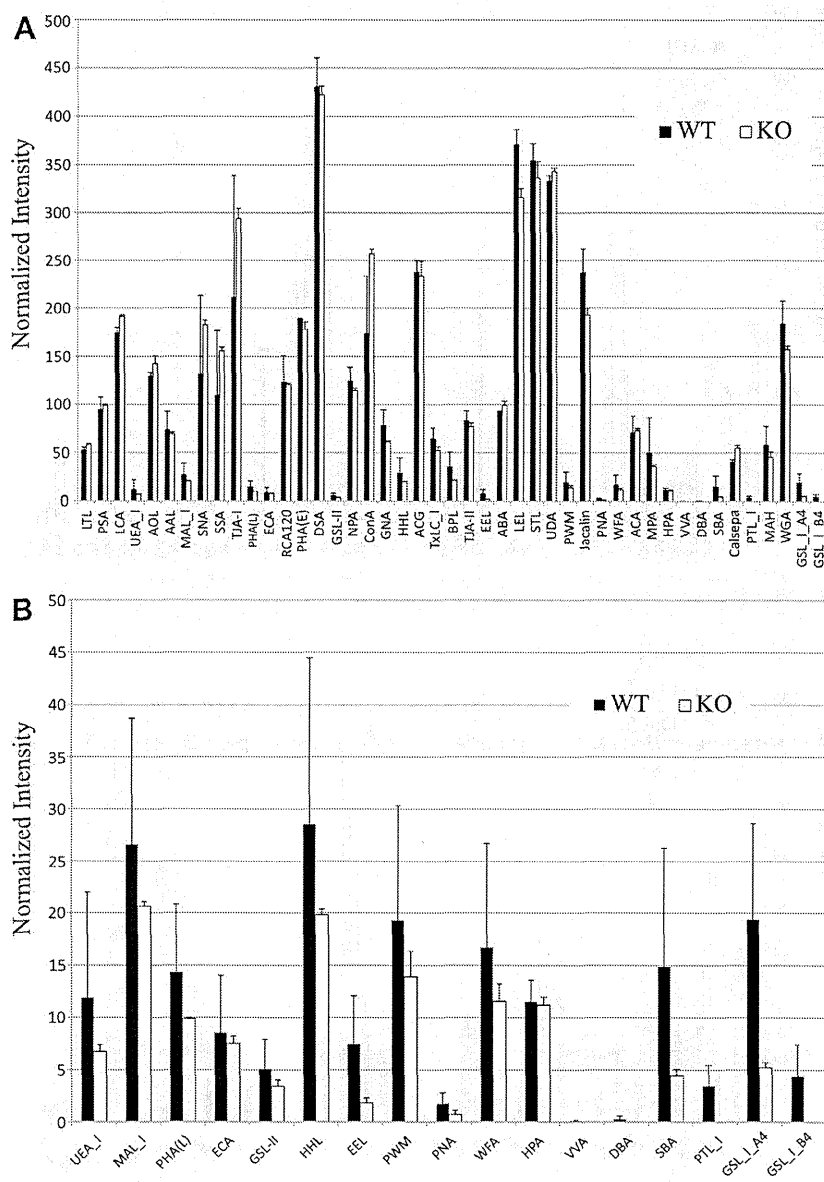 A
500
450
400
350
300
250
200
150
100
50
0
Normalized Intensity
WT KO
LTL
PSA
LCA
UEA_I
AOL
AAL
MAL_I
SNA
SSA
TJA-I
PHA(L)
ECA
RCA120
PHA(E)
DSA
GSL-II
NPA
ConA
GNA
HHL
ACG
TxLC_I
BPL
TJA-II
EEL
ABA
LEL
STL
UDA
PWM
Jacalin
PNA
WFA
ACA
MPA
HPA
VVA
DBA
SBA
Calsepa
PTL_I
MAH
WGA
GSL_I_A4
GSL_I_B4
B
50
45
40
35
30
25
20
15
10
5
0
Normalized Intensity
WT KO
UEA_I
MAL_I
PHA(L)
ECA
GSL-II
HHL
EEL
PWM
PNA
WFA
HPA
VVA
DBA
SBA
PTL_I
GSL_I_A4
GSL_I_B4